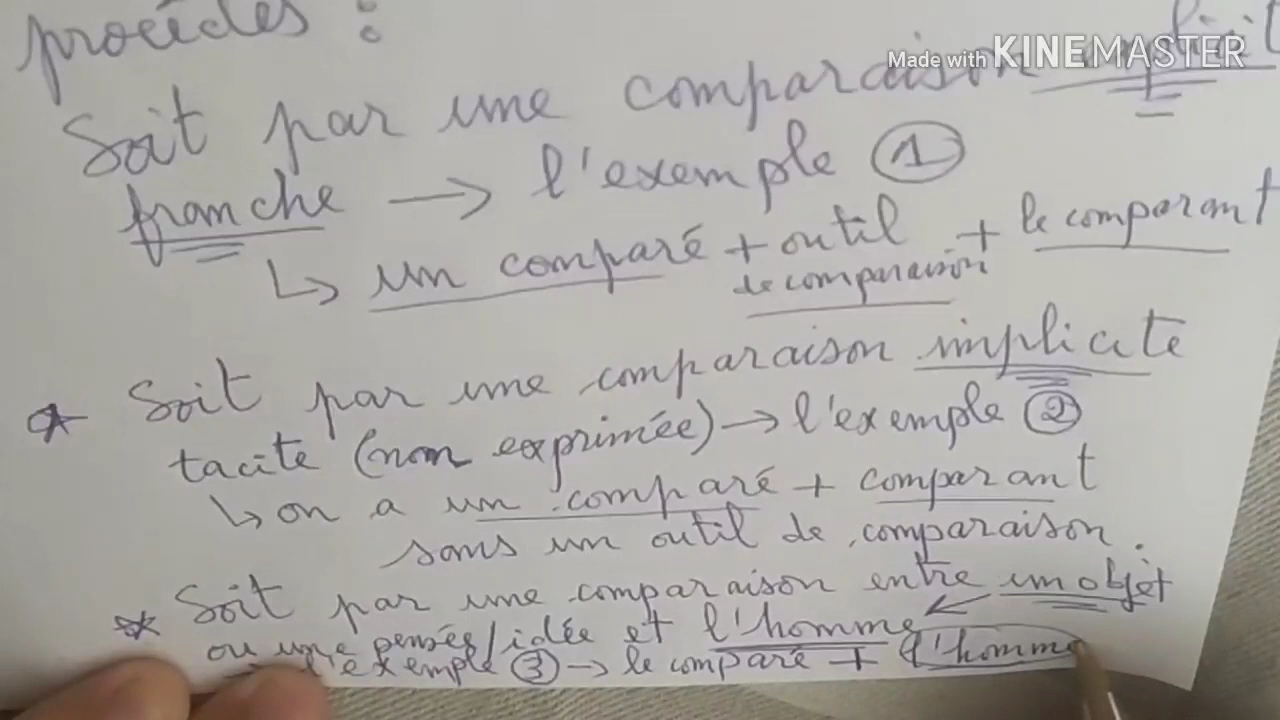 procédés :
Made with KINEMASTER
Soit par une comparaison implicit
franche → l'exemple 1
↳ un comparé + outil de comparaison + le comparant
* Soit par une comparaison implicite
tacite (non exprimée) → l'exemple 2
↳ on a un comparé + comparant
sans un outil de comparaison.
* Soit par une comparaison entre un objet
ou une pensée/idée et l'homme
→ l'exemple 3 → le comparé + l'homme